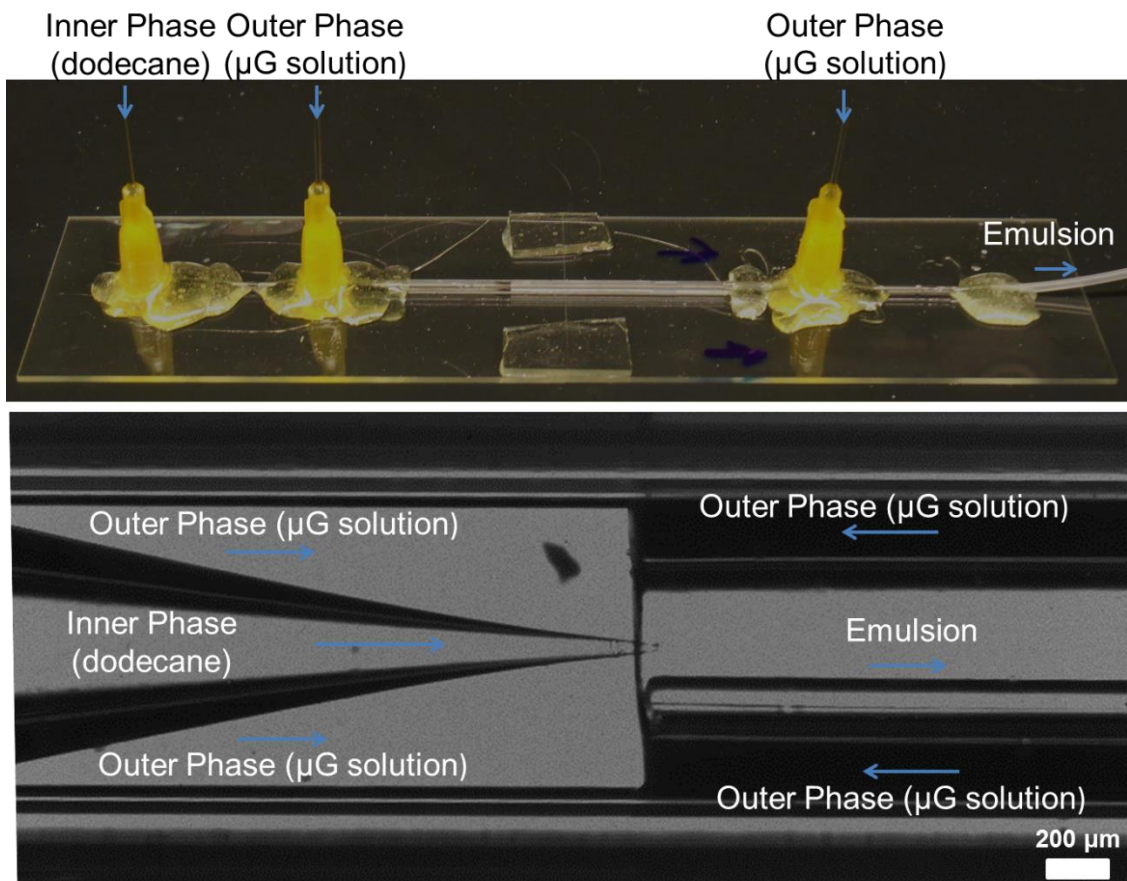 Inner Phase
(dodecane)
Outer Phase
(µG solution)
Outer Phase
(µG solution)
Emulsion
Outer Phase (µG solution)
Outer Phase (µG solution)
Inner Phase
(dodecane)
Emulsion
Outer Phase (µG solution)
Outer Phase (µG solution)
200 µm